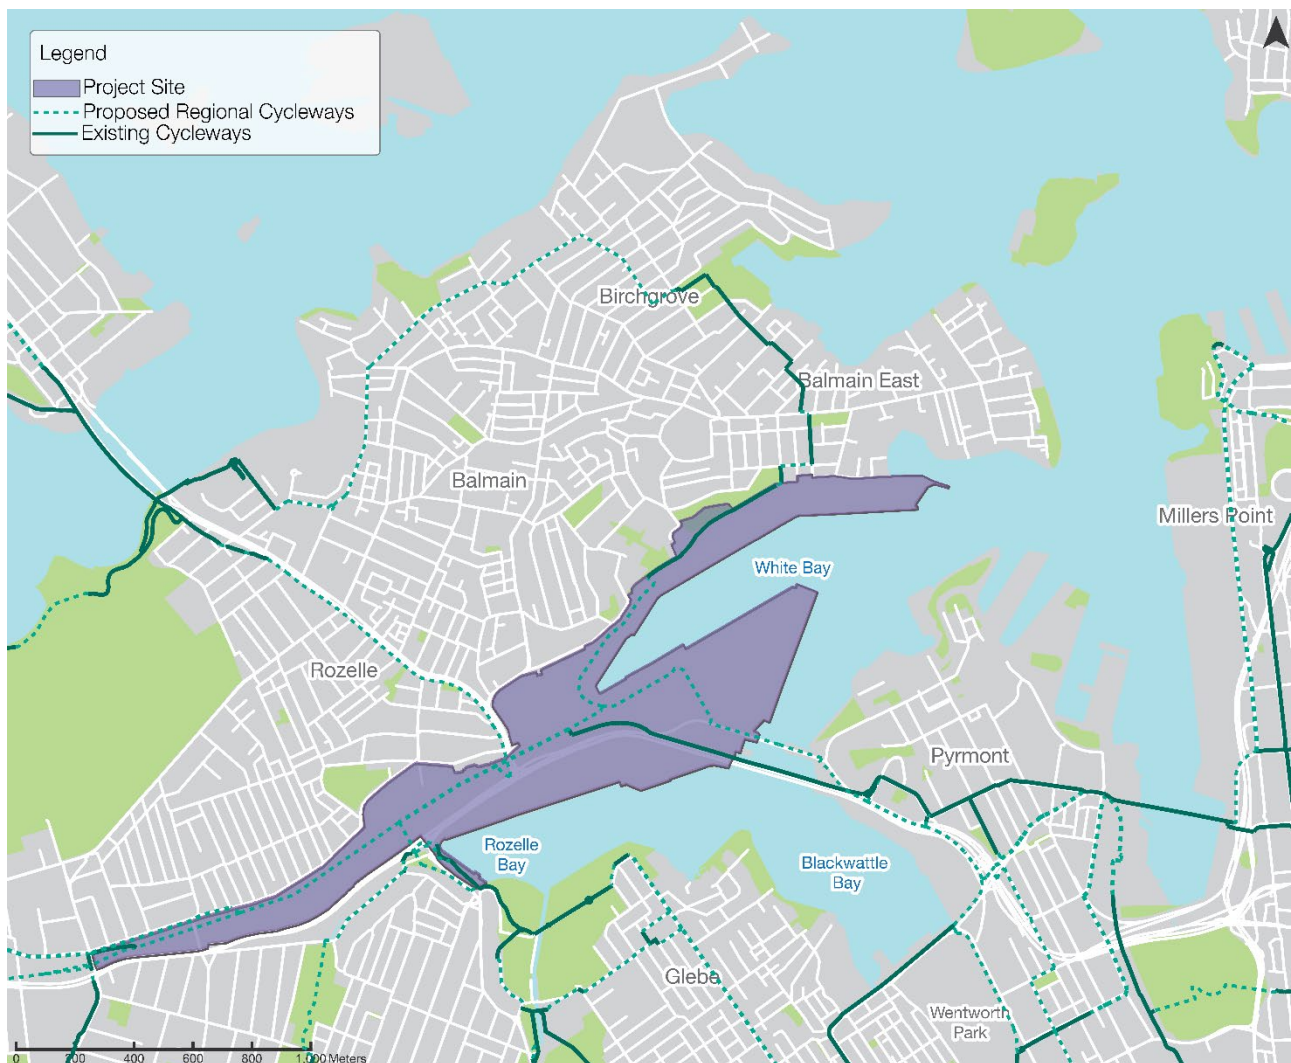 Legend
Project Site
Proposed Regional Cycleways
Existing Cycleways
Birchgrove
Balmain East
Balmain
Millers Point
White Bay
Rozelle
Pyrmont
Rozelle
Bay
Blackwattle
Bay
Glebe
Wentworth
Park
0 200 400 600 800 1,000 Meters